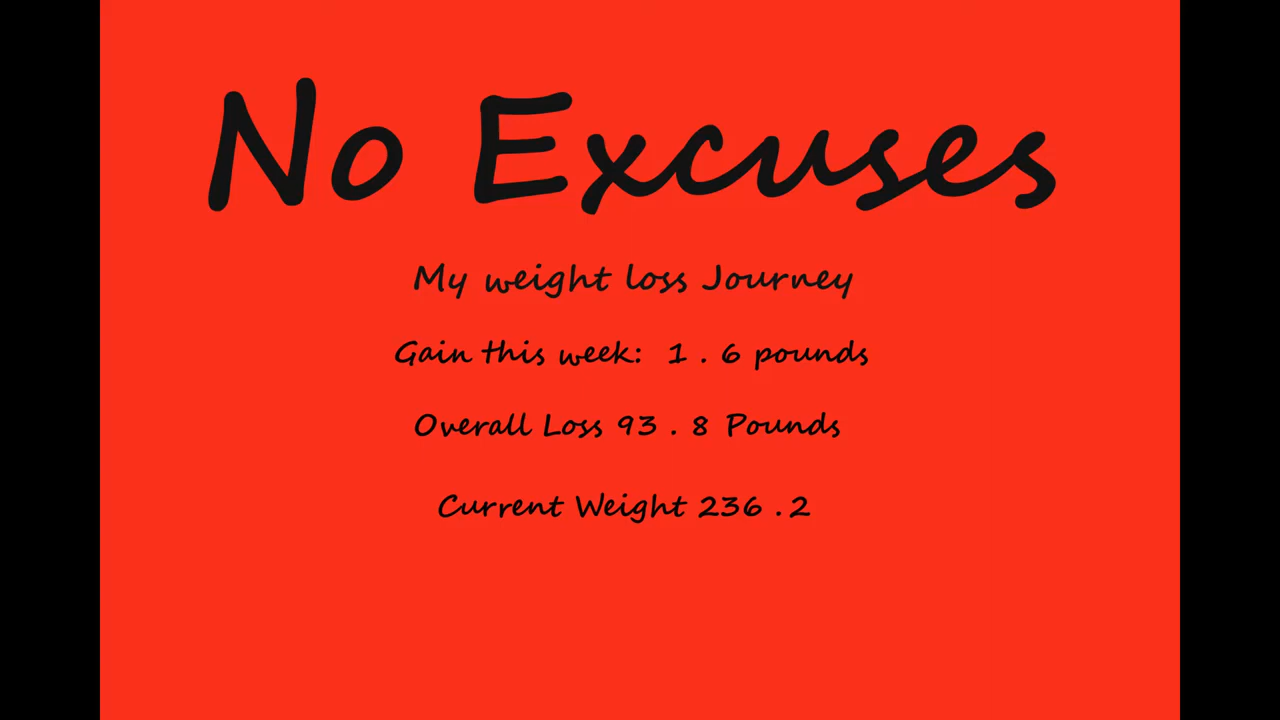 No Excuses
My weight loss Journey
Gain this week: 1 . 6 pounds
Overall Loss 93 . 8 Pounds
Current Weight 236 .2